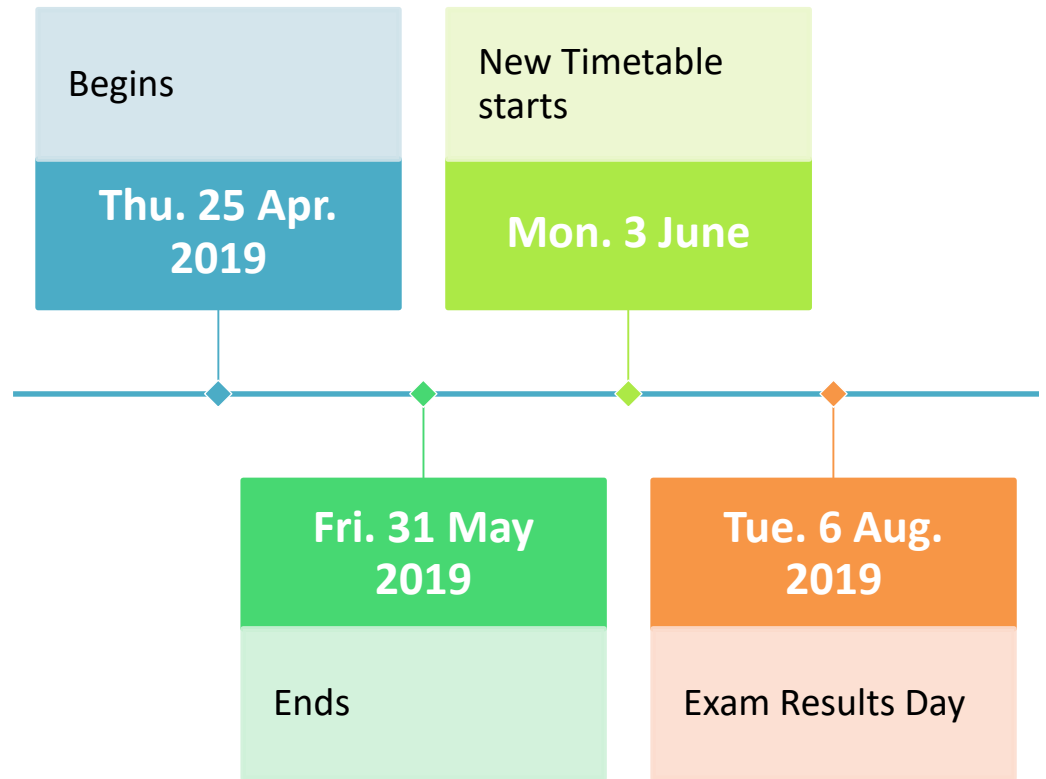 Begins
Thu. 25 Apr.
2019
New Timetable
starts
Mon. 3 June
Fri. 31 May
2019
Ends
Tue. 6 Aug.
2019
Exam Results Day